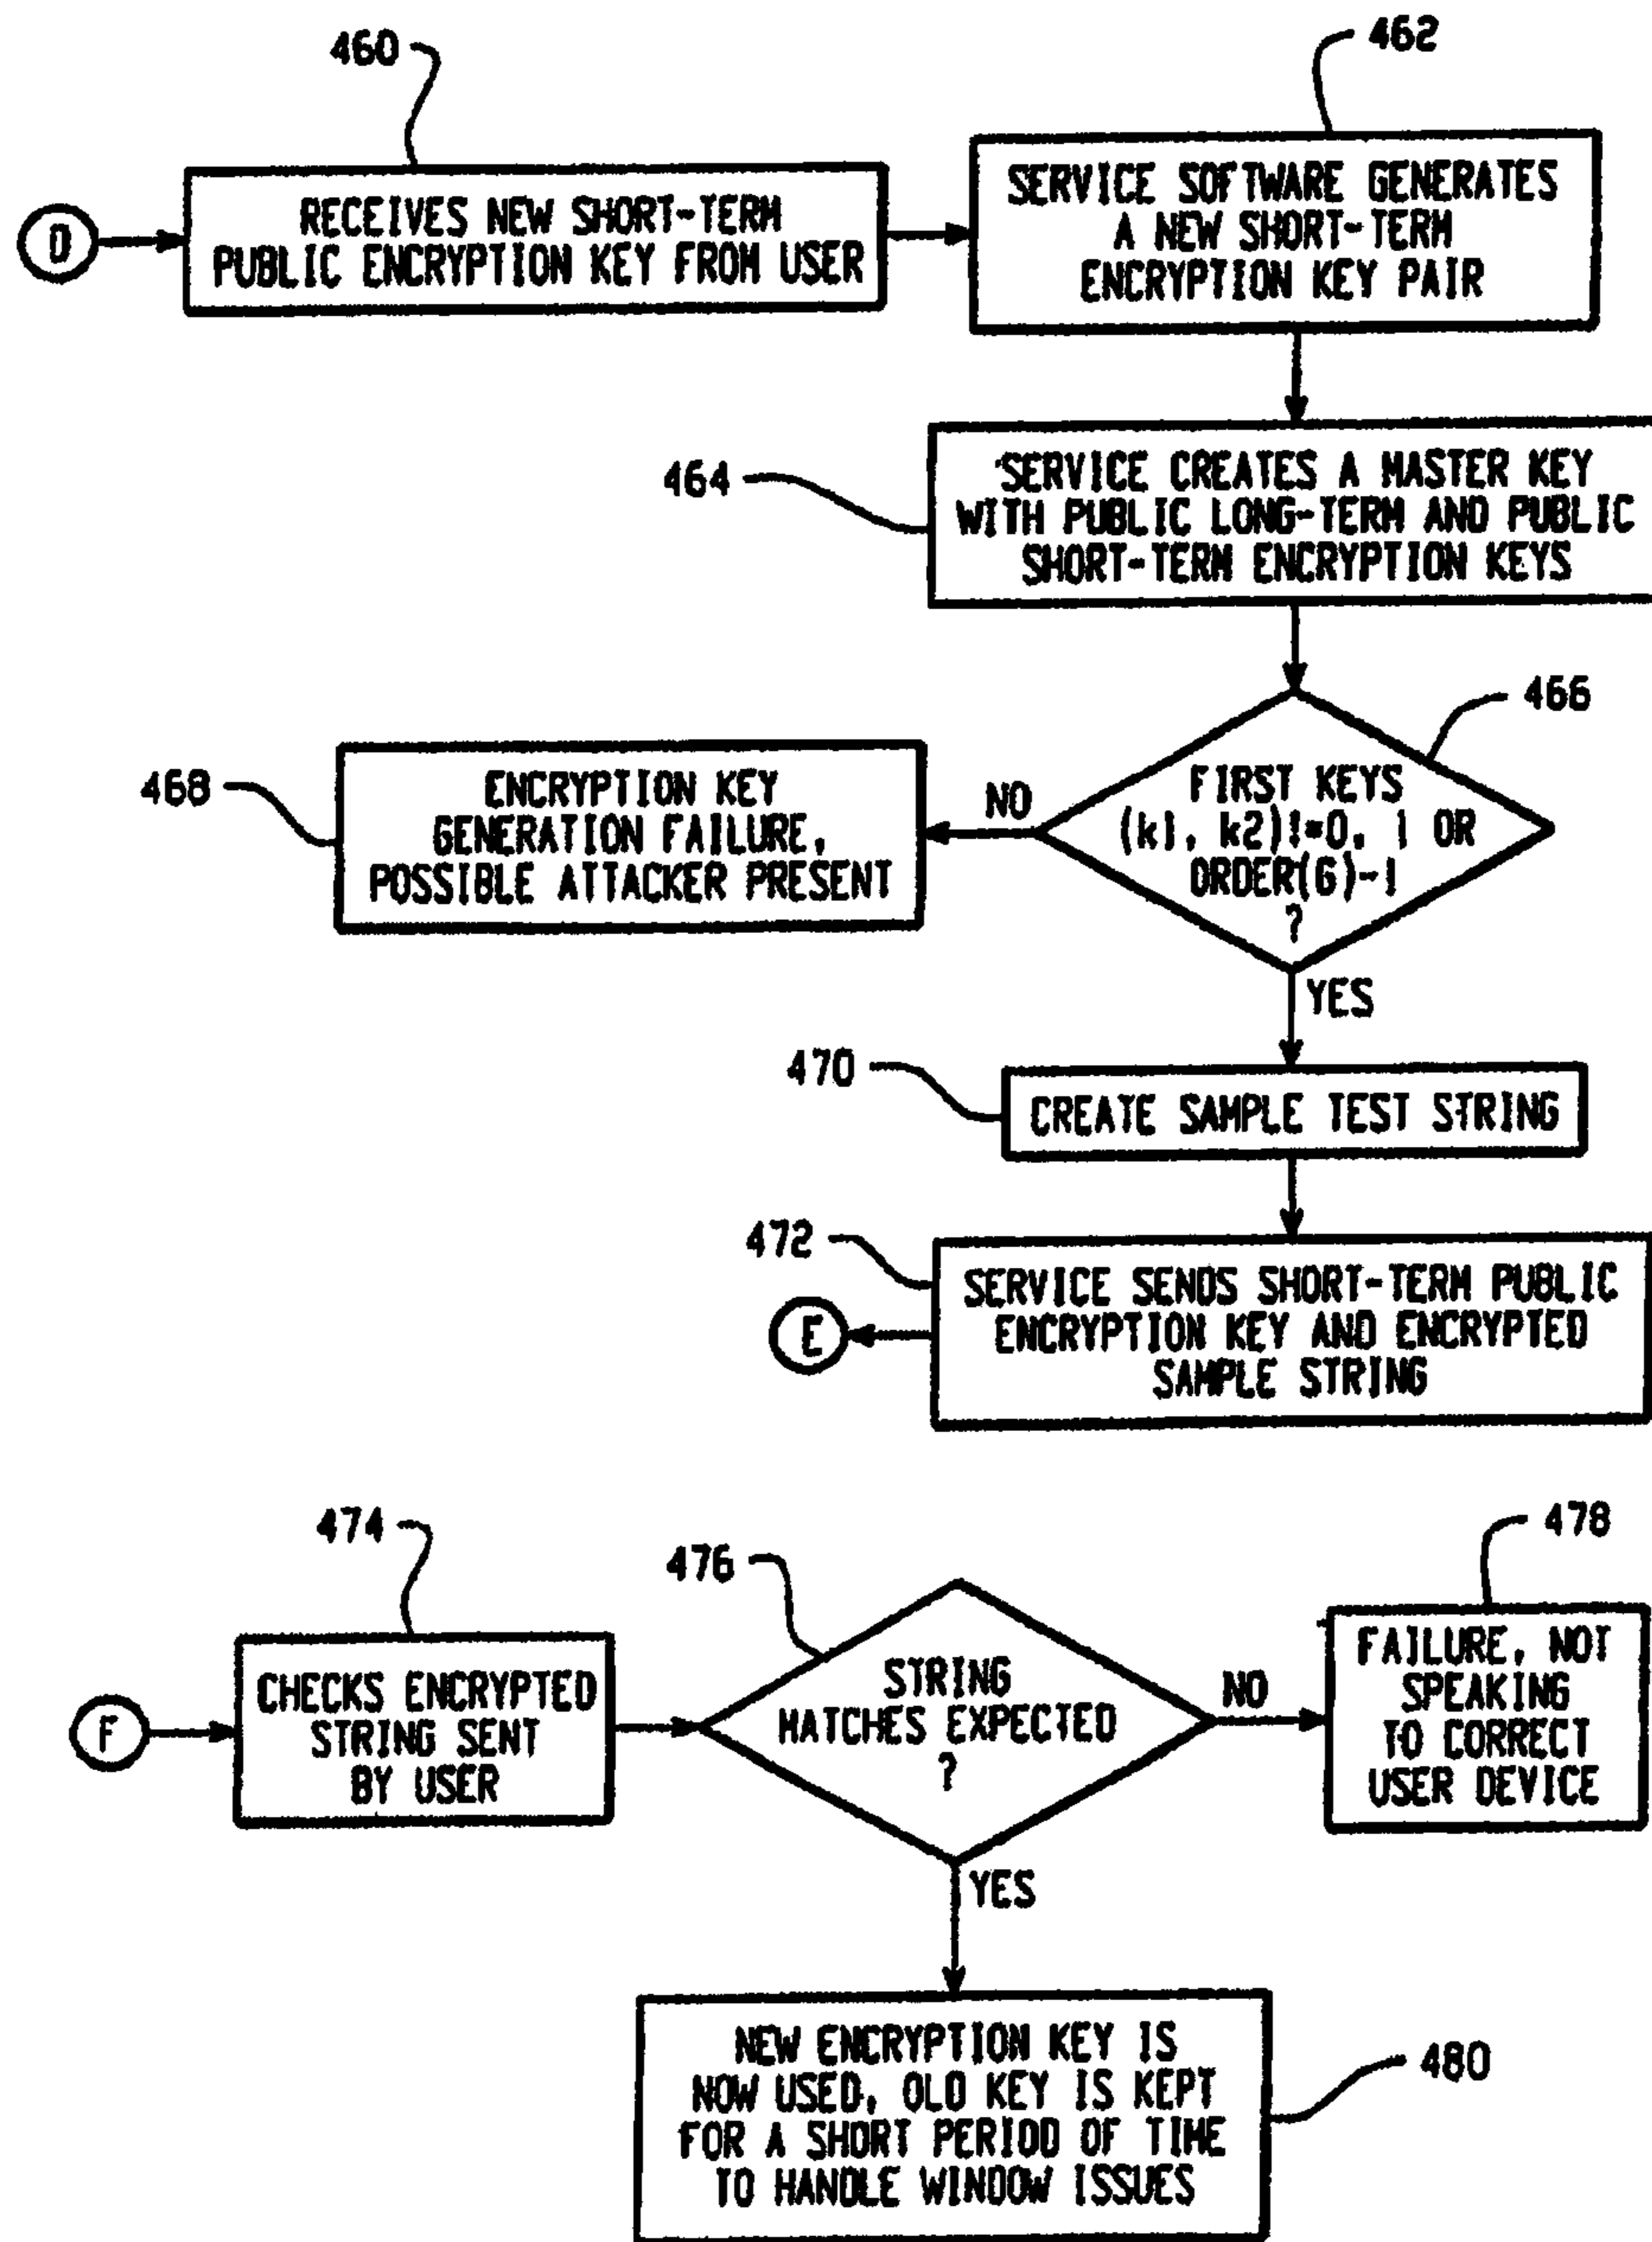 460
462
D
RECEIVES NEW SHORT-TERM
PUBLIC ENCRYPTION KEY FROM USER
SERVICE SOFTWARE GENERATES
A NEW SHORT-TERM
ENCRYPTION KEY PAIR
464
SERVICE CREATES A MASTER KEY
WITH PUBLIC LONG-TERM AND PUBLIC
SHORT-TERM ENCRYPTION KEYS
466
FIRST KEYS
(k1, k2)!=0, 1 OR
ORDER(G)-1
?
NO
468
ENCRYPTION KEY
GENERATION FAILURE,
POSSIBLE ATTACKER PRESENT
YES
470
CREATE SAMPLE TEST STRING
472
SERVICE SENDS SHORT-TERM PUBLIC
ENCRYPTION KEY AND ENCRYPTED
SAMPLE STRING
E
474
476
478
F
CHECKS ENCRYPTED
STRING SENT
BY USER
STRING
MATCHES EXPECTED
?
NO
FAILURE, NOT
SPEAKING
TO CORRECT
USER DEVICE
YES
NEW ENCRYPTION KEY IS
NOW USED, OLD KEY IS KEPT
FOR A SHORT PERIOD OF TIME
TO HANDLE WINDOW ISSUES
480